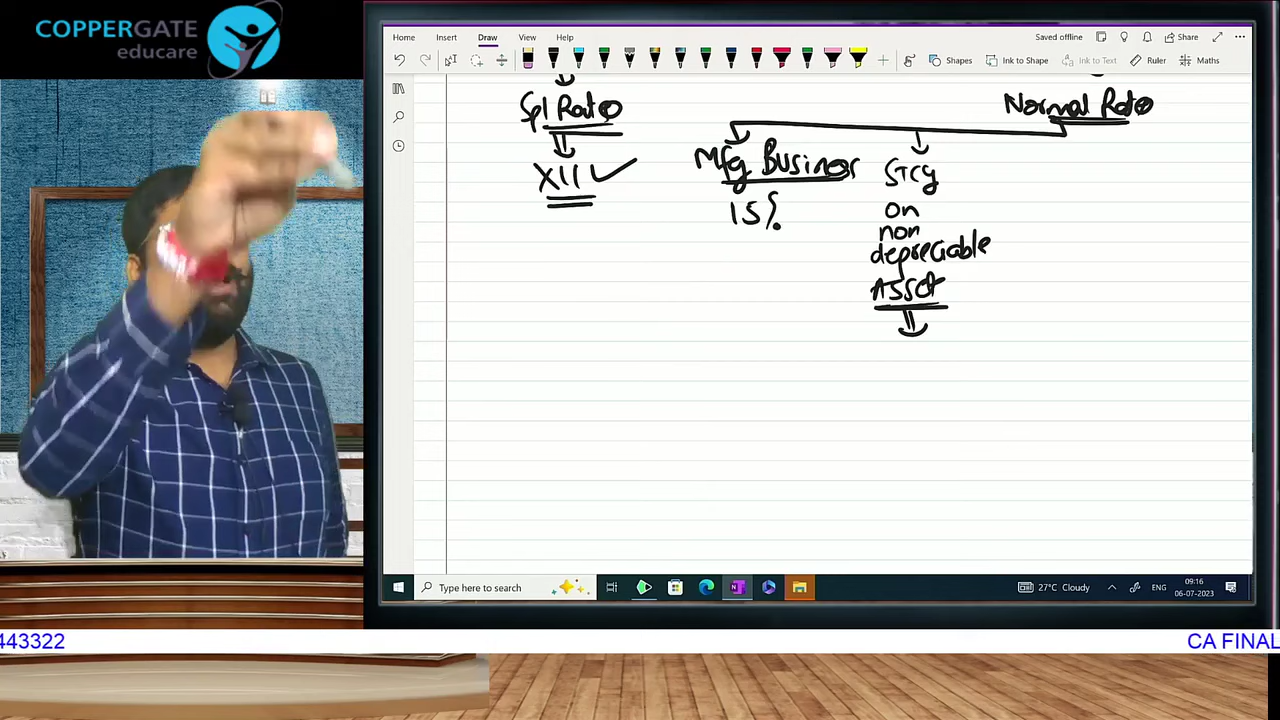 COPPERGATE
educare
Home Insert Draw View Help
Saved offline
Share
Shapes
Ink to Shape
Ink to Text
Ruler
Maths
Spl Rate
Normal Rate
XII
Mfg Business
15%
STCG
on
non
depreciable
Asset
Type here to search
27°C Cloudy
ENG
09:16
06-07-2023
443322
CA FINAL